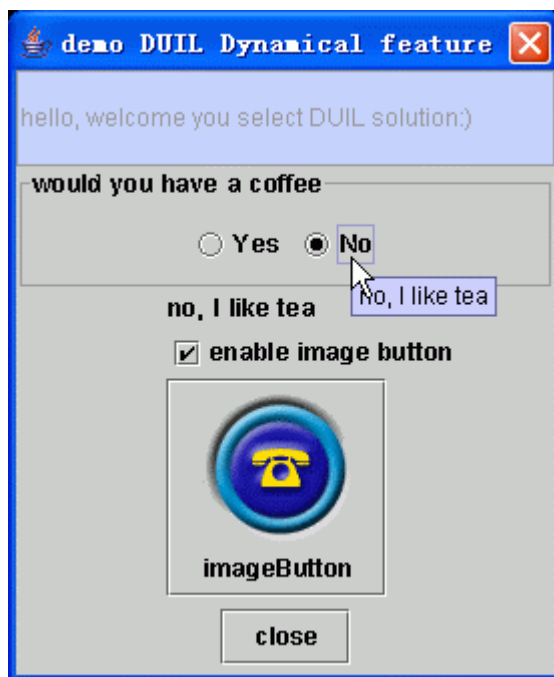 demo DUIL Dynamical feature
hello, welcome you select DUIL solution:)
would you have a coffee
Yes No
no, I like tea
no, I like tea
enable image button
imageButton
close